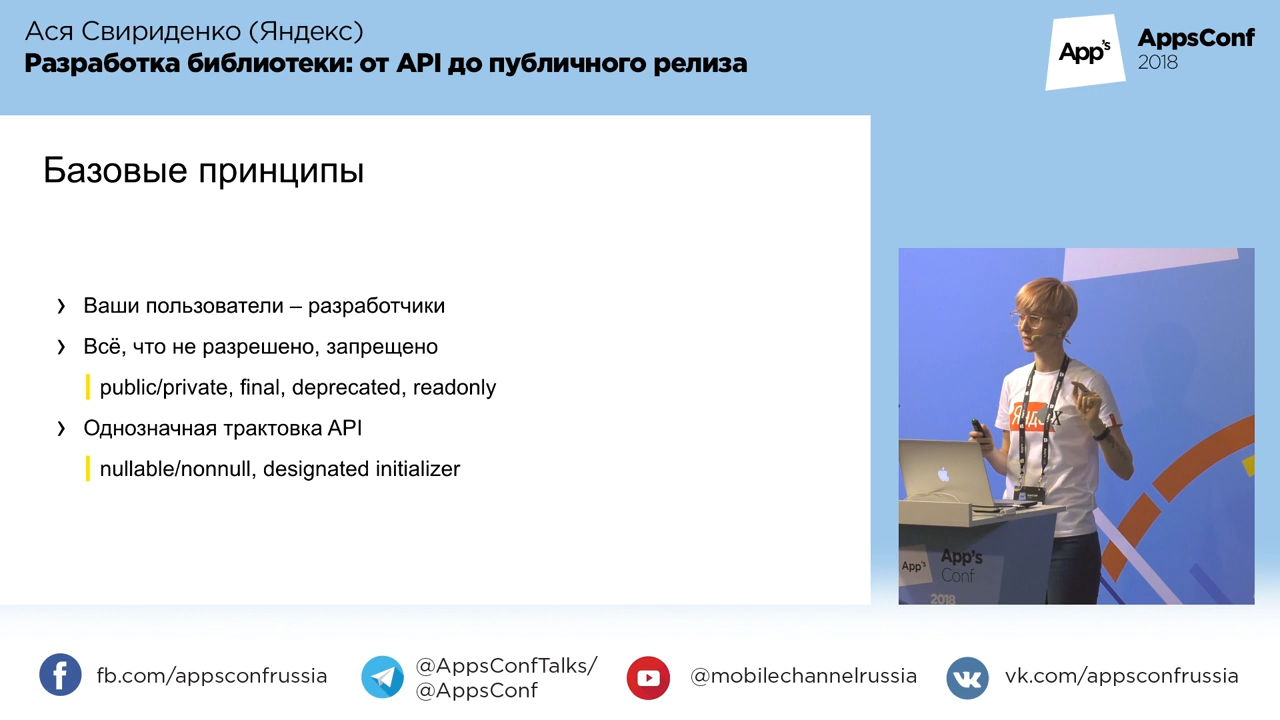 Ася Свириденко (Яндекс)
Разработка библиотеки: от API до публичного релиза
App's
AppsConf
2018
Базовые принципы
› Ваши пользователи – разработчики
› Всё, что не разрешено, запрещено
public/private, final, deprecated, readonly
› Однозначная трактовка API
nullable/nonnull, designated initializer
Яндекс
App's
App's
Conf
2018
fb.com/appsconfrussia
@AppsConfTalks/
@AppsConf
@mobilechannelrussia
vk.com/appsconfrussia